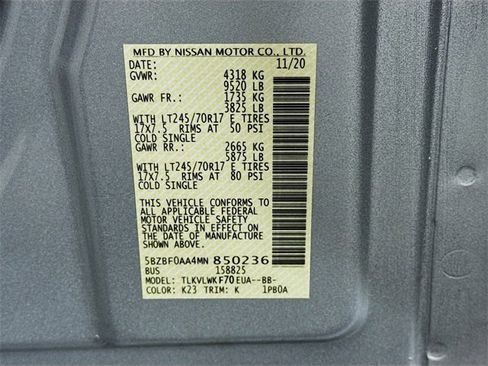 MFD BY NISSAN MOTOR CO., LTD.
DATE: 11/20
GVWR: 4318 KG
9520 LB
GAWR FR.: 1735 KG
3825 LB
WITH LT245/70R17 E TIRES
17X7.5 RIMS AT 50 PSI
COLD SINGLE
GAWR RR.: 2665 KG
5875 LB
WITH LT245/70R17 E TIRES
17X7.5 RIMS AT 80 PSI
COLD SINGLE
THIS VEHICLE CONFORMS TO
ALL APPLICABLE FEDERAL
MOTOR VEHICLE SAFETY
STANDARDS IN EFFECT ON
THE DATE OF MANUFACTURE
SHOWN ABOVE.
5BZBF0AA4MN850236
BUS 158825
MODEL: TLKVLWKF70EUA--BB-
COLOR: K23 TRIM: K 1PB0A